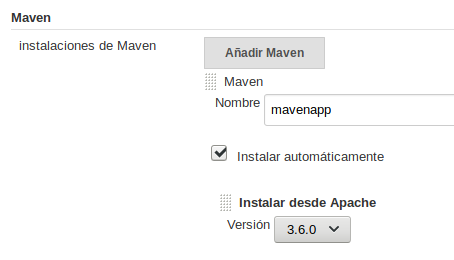 Maven
instalaciones de Maven
Añadir Maven
Maven
Nombre mavenapp
Instalar automáticamente
Instalar desde Apache
Versión 3.6.0